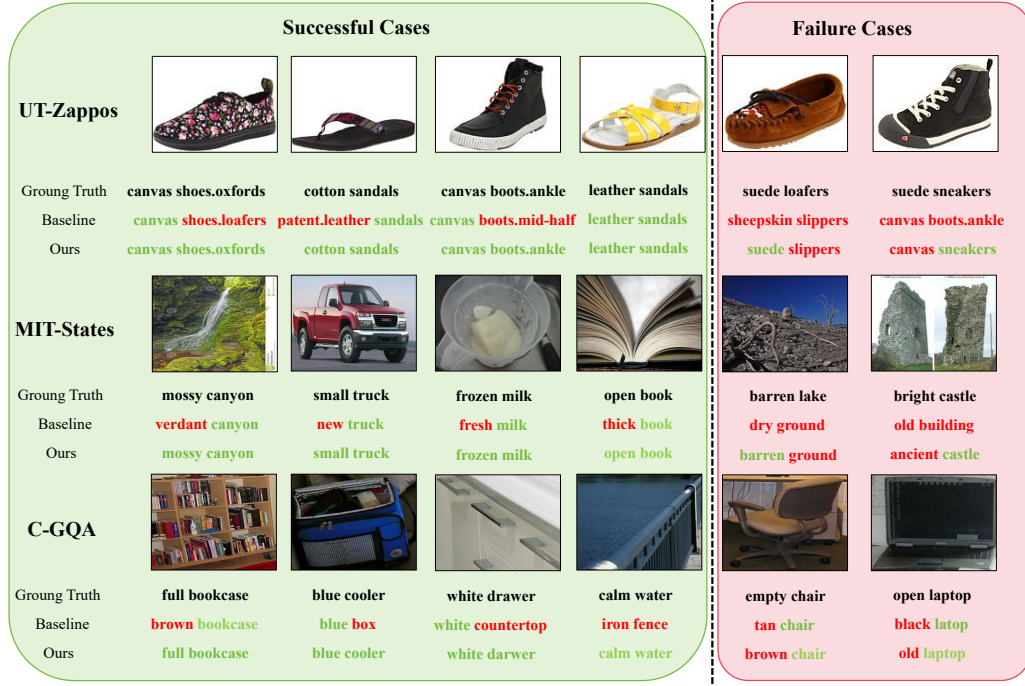 Successful Cases
Failure Cases
UT-Zappos
Groung Truth canvas shoes.oxfords cotton sandals canvas boots.ankle leather sandals suede loafers suede sneakers
Baseline canvas shoes.loafers patent.leather sandals canvas boots.mid-half leather sandals sheepskin slippers canvas boots.ankle
Ours canvas shoes.oxfords cotton sandals canvas boots.ankle leather sandals suede slippers canvas sneakers
MIT-States
Groung Truth mossy canyon small truck frozen milk open book barren lake bright castle
Baseline verdant canyon new truck fresh milk thick book dry ground old building
Ours mossy canyon small truck frozen milk open book barren ground ancient castle
C-GQA
Groung Truth full bookcase blue cooler white drawer calm water empty chair open laptop
Baseline brown bookcase blue box white countertop iron fence tan chair black latop
Ours full bookcase blue cooler white darwer calm water brown chair old laptop